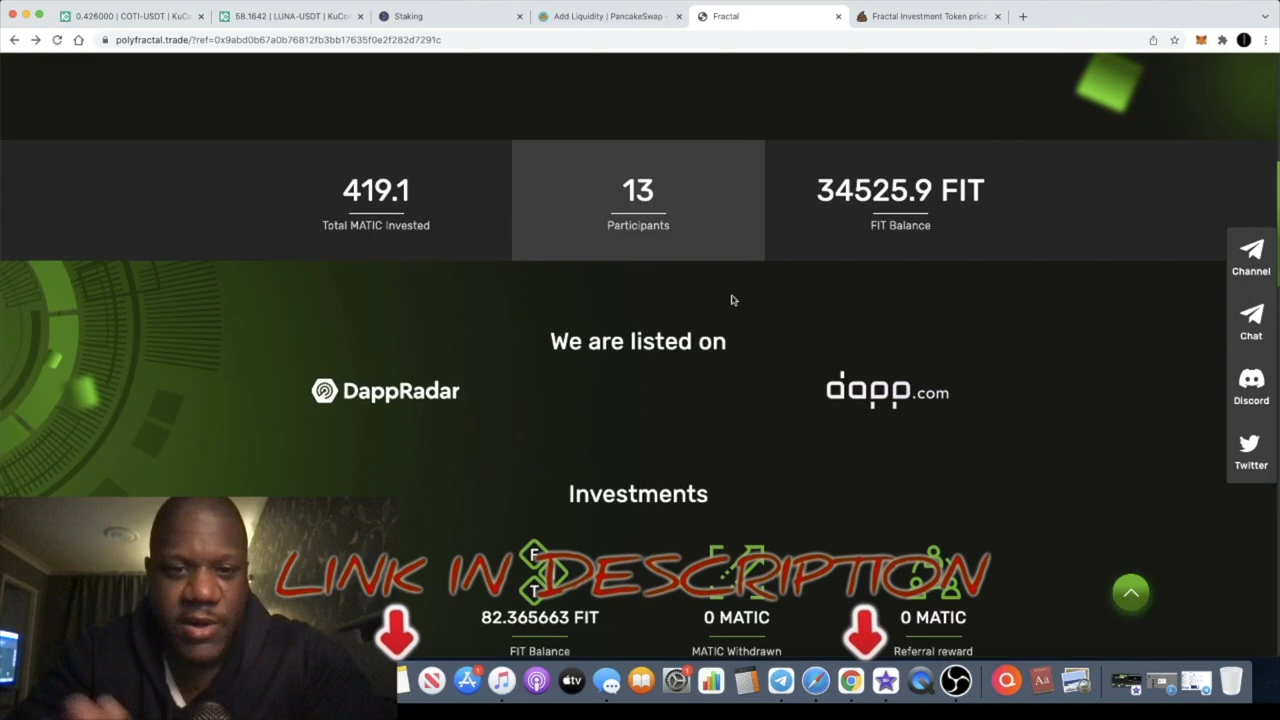 0.426000 | COTI-USDT | KuCo
58.1642 | LUNA-USDT | KuCo
Staking
Add Liquidity | PancakeSwap -
Fractal
Fractal Investment Token price
polyfractal.trade/?ref=0x9abd0b67a0b76812fb3bb17635f0e2f282d7291c
419.1
13
34525.9 FIT
Total MATIC Invested
Participants
FIT Balance
Channel
Chat
Discord
Twitter
We are listed on
DappRadar
dapp.com
Investments
LINK IN DESCRIPTION
F
T
82.365663 FIT
0 MATIC
0 MATIC
FIT Balance
MATIC Withdrawn
Referral reward
tv
Aa